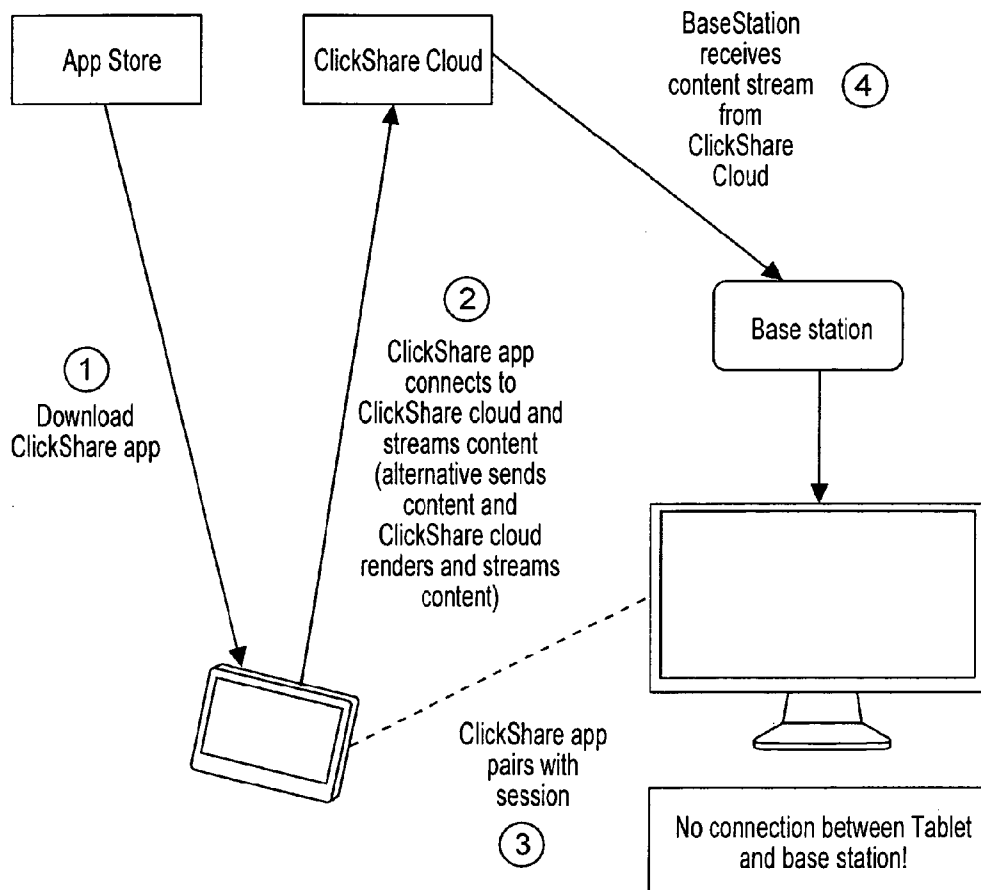 App Store
ClickShare Cloud
BaseStation
receives
content stream
from
ClickShare
Cloud
4
Base station
1
Download
ClickShare app
2
ClickShare app
connects to
ClickShare cloud and
streams content
(alternative sends
content and
ClickShare cloud
renders and streams
content)
ClickShare app
pairs with
session
3
No connection between Tablet
and base station!